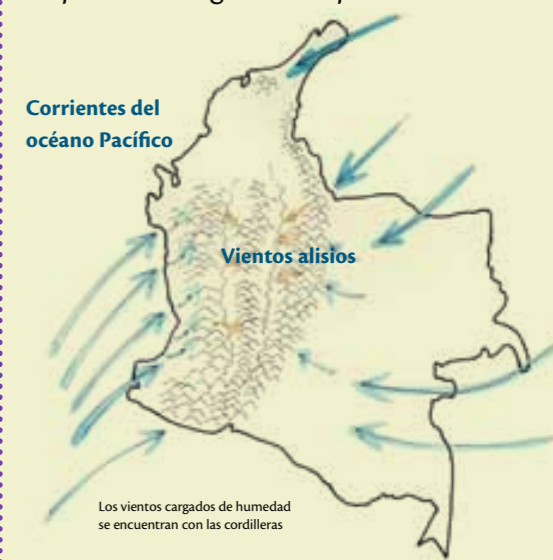 Corrientes del
océano Pacífico
Vientos alisios
Los vientos cargados de humedad
se encuentran con las cordilleras